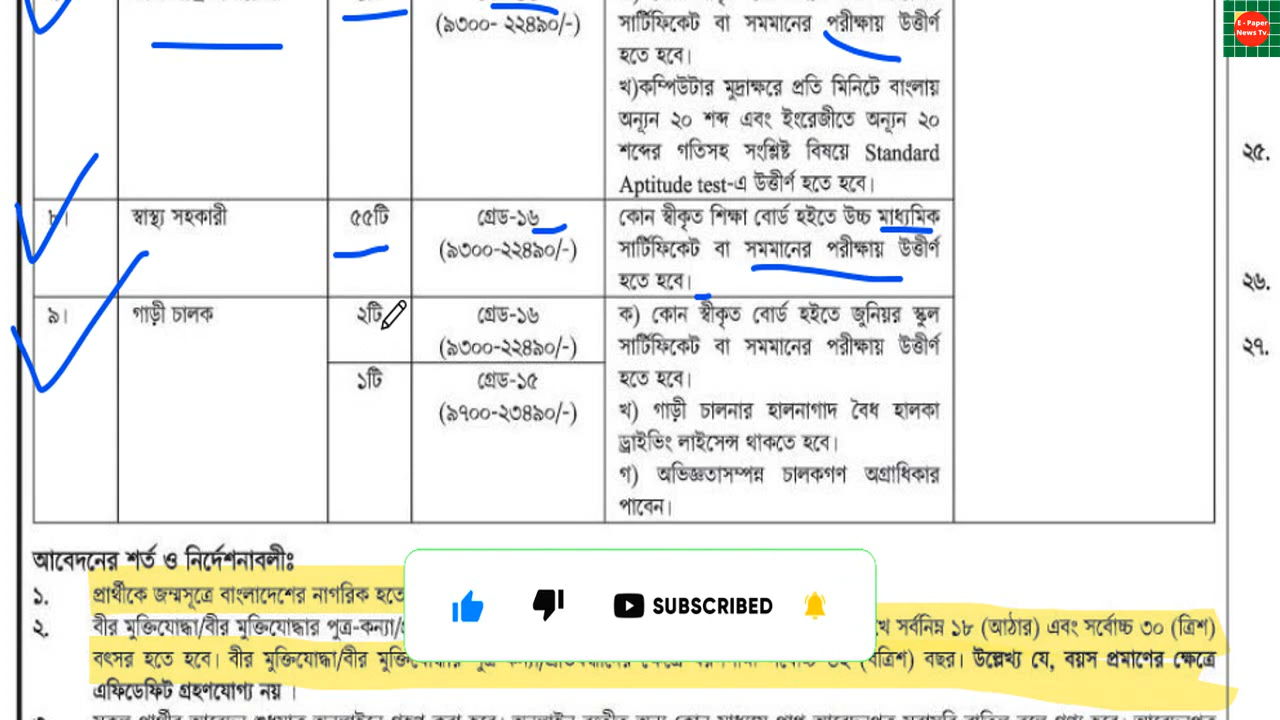 E - Paper
News Tv.
(৯৩০০- ২২৪৯০/-)
সার্টিফিকেট বা সমমানের পরীক্ষায় উত্তীর্ণ
হতে হবে।
খ)কম্পিউটার মুদ্রাক্ষরে প্রতি মিনিটে বাংলায়
অন্যূন ২০ শব্দ এবং ইংরেজীতে অন্যূন ২০
শব্দের গতিসহ সংশ্লিষ্ট বিষয়ে Standard
Aptitude test-এ উত্তীর্ণ হতে হবে।
২৫.
৮। স্বাস্থ্য সহকারী ৫৫টি গ্রেড-১৬
(৯৩০০-২২৪৯০/-)
কোন স্বীকৃত শিক্ষা বোর্ড হইতে উচ্চ মাধ্যমিক
সার্টিফিকেট বা সমমানের পরীক্ষায় উত্তীর্ণ
হতে হবে।
২৬.
৯। গাড়ী চালক ২টি গ্রেড-১৬
(৯৩০০-২২৪৯০/-)
১টি গ্রেড-১৫
(৯৭০০-২৩৪৯০/-)
ক) কোন স্বীকৃত বোর্ড হইতে জুনিয়র স্কুল
সার্টিফিকেট বা সমমানের পরীক্ষায় উত্তীর্ণ
হতে হবে।
খ) গাড়ী চালনার হালনাগাদ বৈধ হালকা
ড্রাইভিং লাইসেন্স থাকতে হবে।
গ) অভিজ্ঞতাসম্পন্ন চালকগণ অগ্রাধিকার
পাবেন।
২৭.
আবেদনের শর্ত ও নির্দেশনাবলীঃ
১. প্রার্থীকে জন্মসূত্রে বাংলাদেশের নাগরিক হতে
২. বীর মুক্তিযোদ্ধা/বীর মুক্তিযোদ্ধার পুত্র-কন্যা/ সর্বনিম্ন ১৮ (আঠার) এবং সর্বোচ্চ ৩০ (ত্রিশ)
বৎসর হতে হবে। বীর মুক্তিযোদ্ধা/বীর (বত্রিশ) বছর। উল্লেখ্য যে, বয়স প্রমাণের ক্ষেত্রে
এফিডেফিট গ্রহণযোগ্য নয় ।
SUBSCRIBED